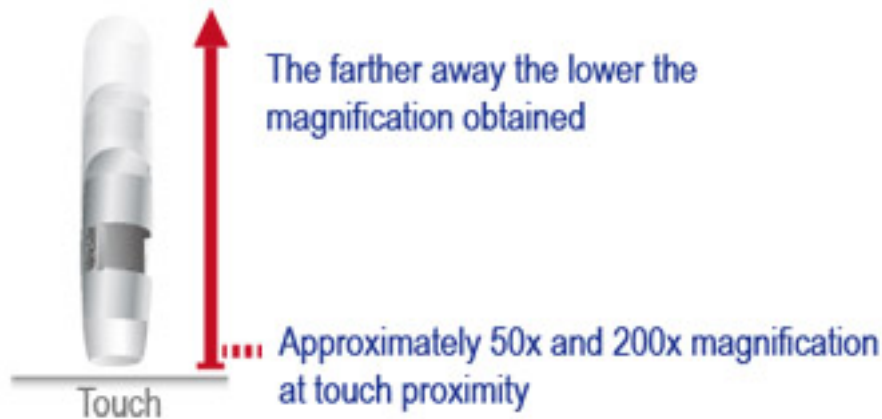 The farther away the lower the
magnification obtained
Approximately 50x and 200x magnification
at touch proximity
Touch